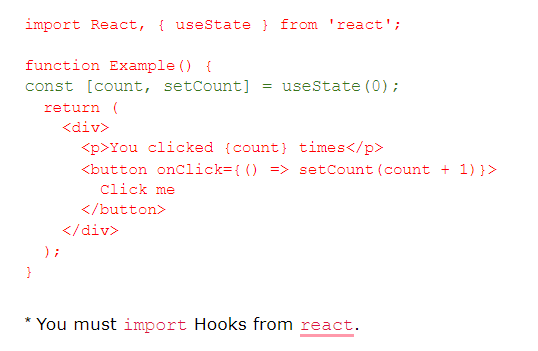 import React, { useState } from 'react';
function Example() {
const [count, setCount] = useState(0);
return (
<div>
<p>You clicked {count} times</p>
<button onClick={() => setCount(count + 1)}>
Click me
</button>
</div>
);
}
* You must import Hooks from react.